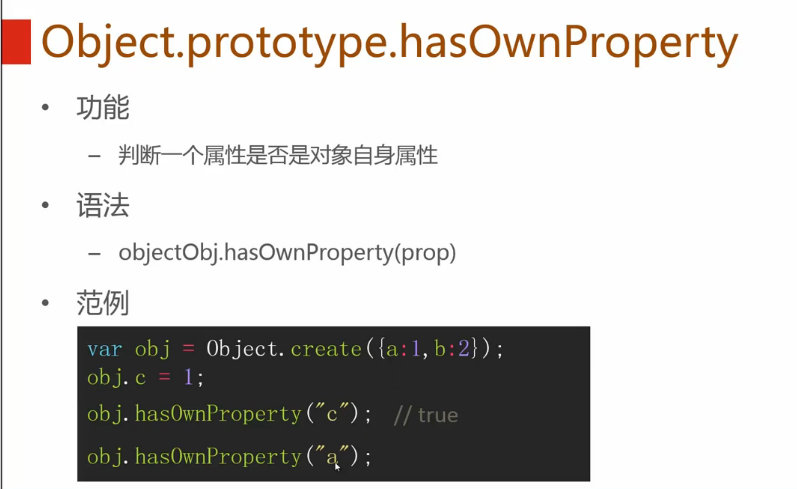 Object.prototype.hasOwnProperty
• 功能
– 判断一个属性是否是对象自身属性
• 语法
– objectObj.hasOwnProperty(prop)
• 范例
var obj = Object.create({a:1,b:2});
obj.c = 1;
obj.hasOwnProperty("c"); // true
obj.hasOwnProperty("a");